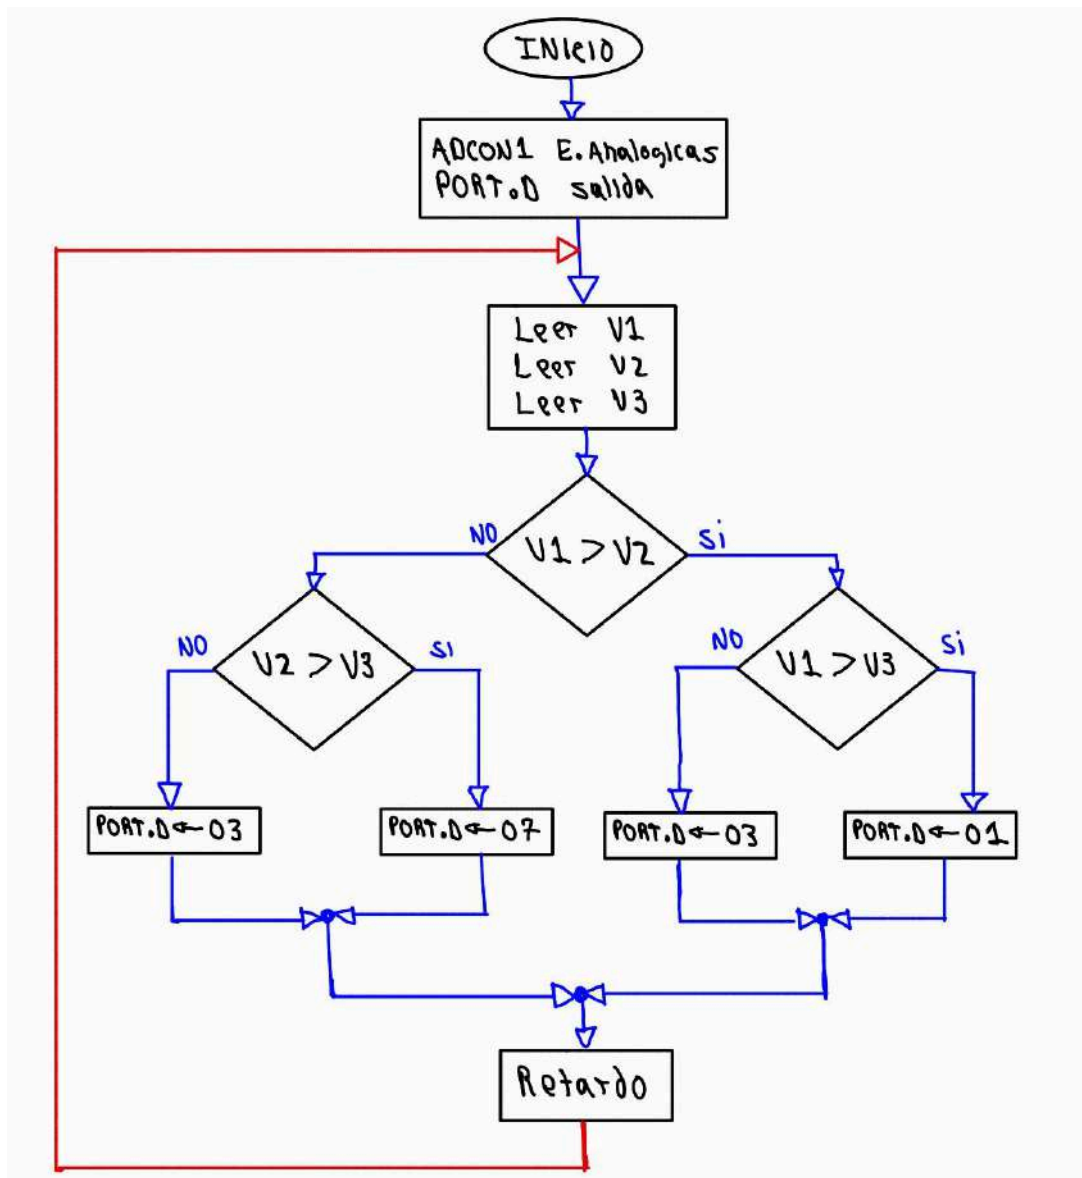 INIcIO
ADCON1 E.Analogicas
PORT.D salida
Leer V1
Leer V2
Leer V3
V1 > V2
NO
Si
V2 > V3
NO
SI
V1 > V3
NO
Si
PORT.D←03
PORT.D←07
PORT.D←03
PORT.D←01
Retardo